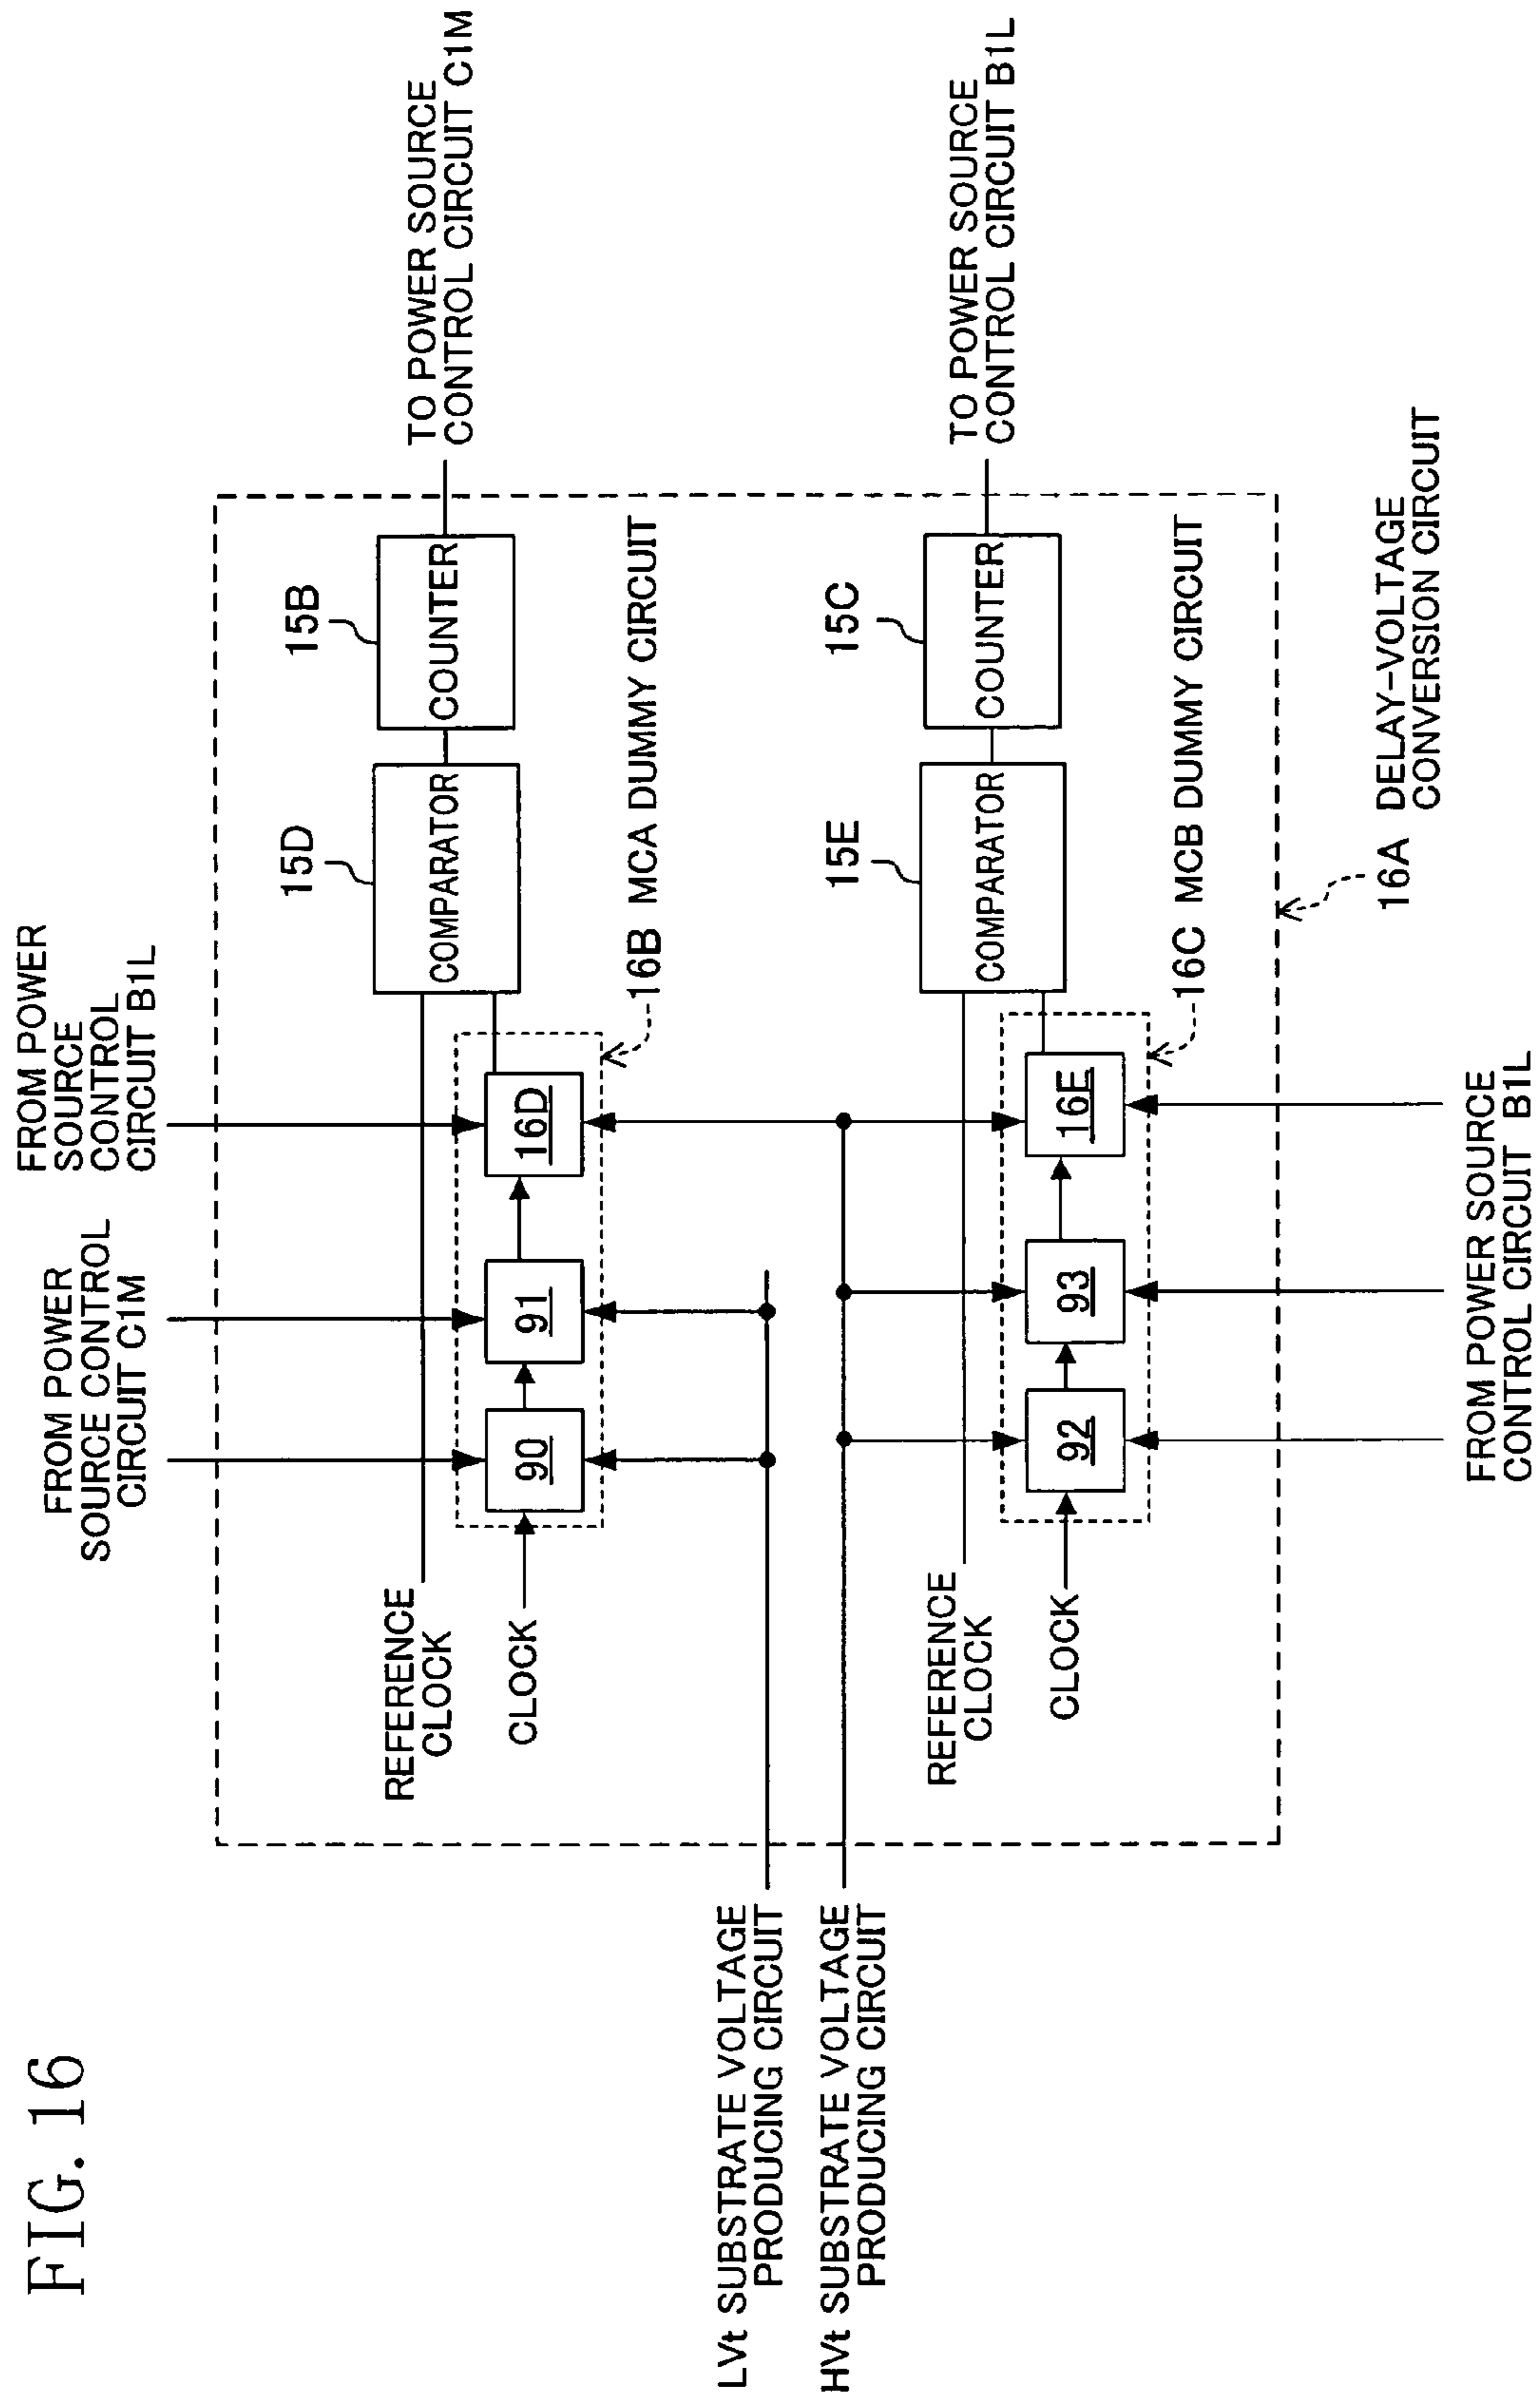 FIG. 16
FROM POWER
SOURCE CONTROL
CIRCUIT C1M
FROM POWER
SOURCE
CONTROL
CIRCUIT B1L
REFERENCE
CLOCK
CLOCK
90
91
16D
15D
COMPARATOR
15B
COUNTER
TO POWER SOURCE
CONTROL CIRCUIT C1M
16B MCA DUMMY CIRCUIT
LVt SUBSTRATE VOLTAGE
PRODUCING CIRCUIT
HVt SUBSTRATE VOLTAGE
PRODUCING CIRCUIT
REFERENCE
CLOCK
CLOCK
92
93
16E
15E
COMPARATOR
15C
COUNTER
TO POWER SOURCE
CONTROL CIRCUIT B1L
16C MCB DUMMY CIRCUIT
16A DELAY-VOLTAGE
CONVERSION CIRCUIT
FROM POWER SOURCE
CONTROL CIRCUIT B1L